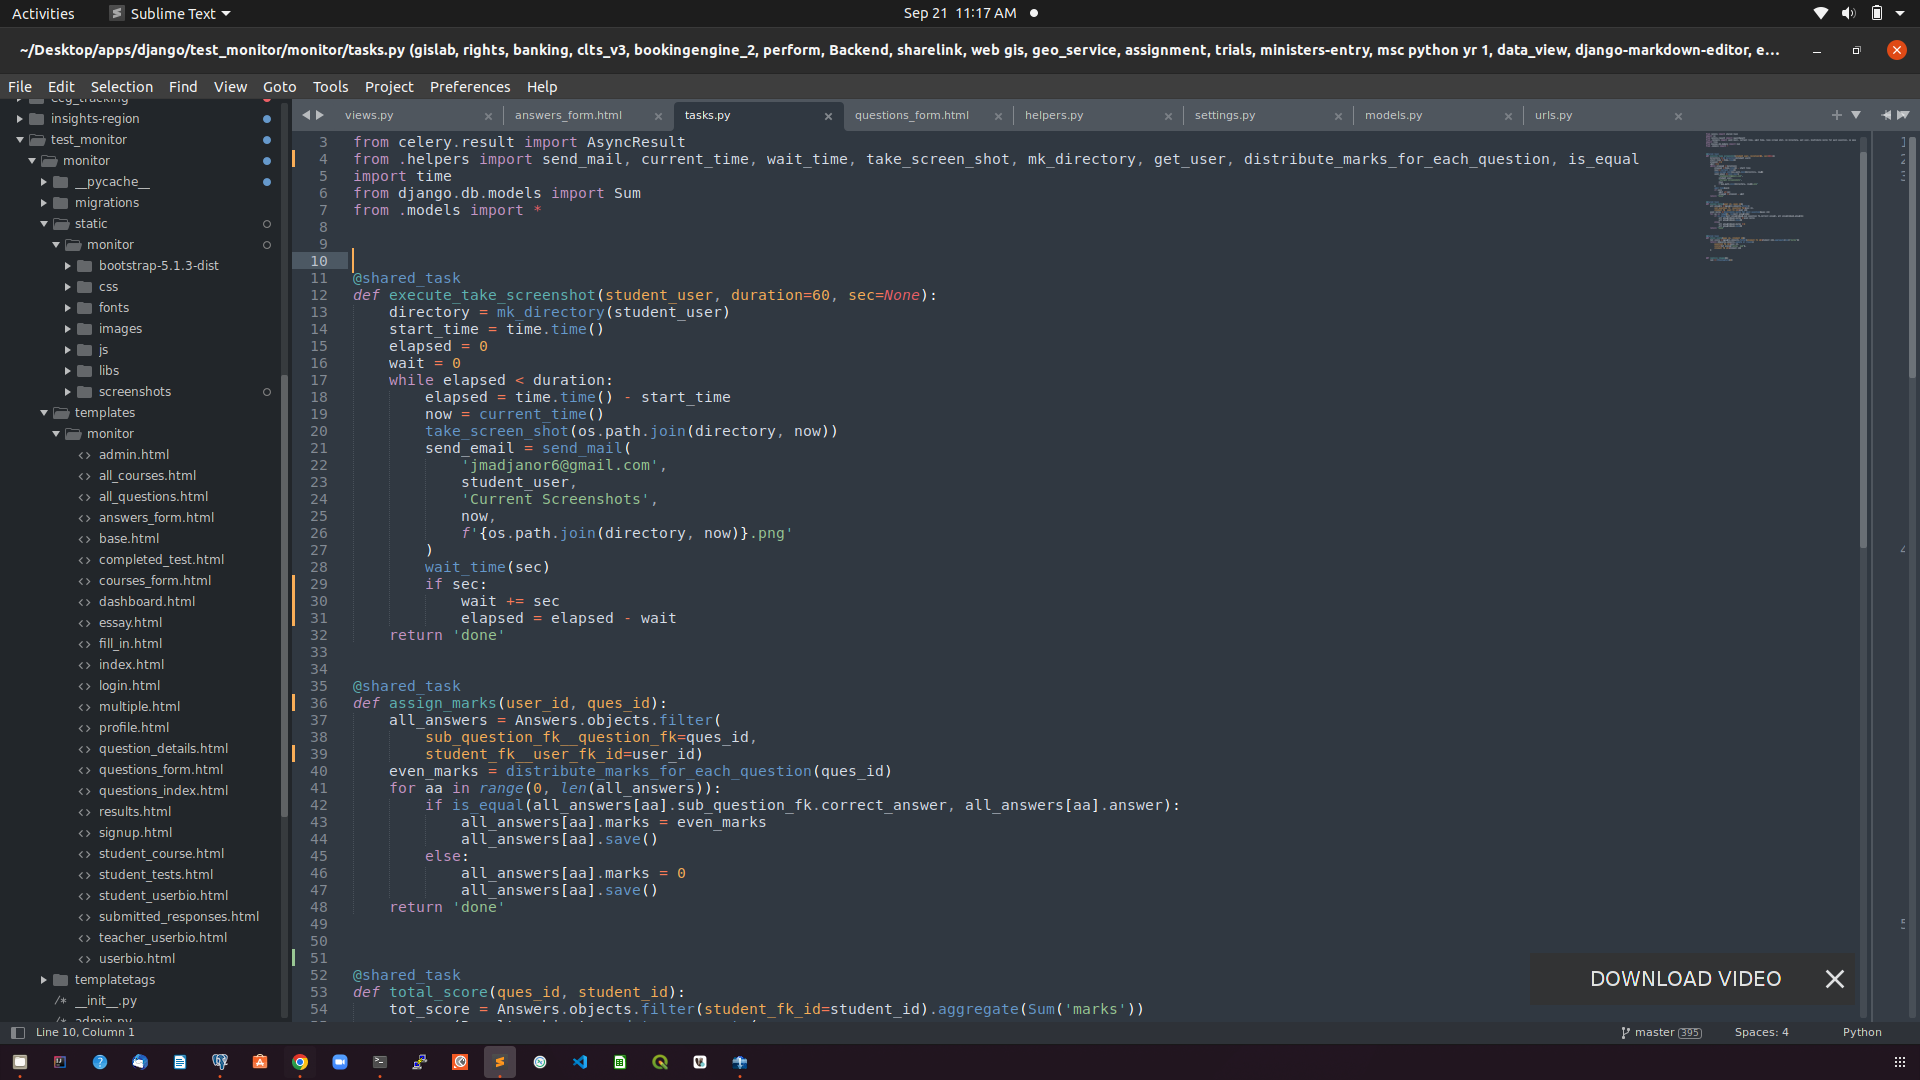 Activities
Sublime Text
Sep 21 11:17 AM
~/Desktop/apps/django/test_monitor/monitor/tasks.py (gislab, rights, banking, clts_v3, bookingengine_2, perform, Backend, sharelink, web gis, geo_service, assignment, trials, ministers-entry, msc python yr 1, data_view, django-markdown-editor, e...
File Edit Selection Find View Goto Tools Project Preferences Help
eeg_tracking
insights-region
test_monitor
monitor
__pycache__
migrations
static
monitor
bootstrap-5.1.3-dist
css
fonts
images
js
libs
screenshots
templates
monitor
admin.html
all_courses.html
all_questions.html
answers_form.html
base.html
completed_test.html
courses_form.html
dashboard.html
essay.html
fill_in.html
index.html
login.html
multiple.html
profile.html
question_details.html
questions_form.html
questions_index.html
results.html
signup.html
student_course.html
student_tests.html
student_userbio.html
submitted_responses.html
teacher_userbio.html
userbio.html
templatetags
/* __init__.py
/* admin.py
views.py × answers_form.html × tasks.py × questions_form.html × helpers.py × settings.py × models.py × urls.py ×
3 from celery.result import AsyncResult
4 from .helpers import send_mail, current_time, wait_time, take_screen_shot, mk_directory, get_user, distribute_marks_for_each_question, is_equal
5 import time
6 from django.db.models import Sum
7 from .models import *
8
9
10
11 @shared_task
12 def execute_take_screenshot(student_user, duration=60, sec=None):
13 directory = mk_directory(student_user)
14 start_time = time.time()
15 elapsed = 0
16 wait = 0
17 while elapsed < duration:
18 elapsed = time.time() - start_time
19 now = current_time()
20 take_screen_shot(os.path.join(directory, now))
21 send_email = send_mail(
22 'jmadjanor6@gmail.com',
23 student_user,
24 'Current Screenshots',
25 now,
26 f'{os.path.join(directory, now)}.png'
27 )
28 wait_time(sec)
29 if sec:
30 wait += sec
31 elapsed = elapsed - wait
32 return 'done'
33
34
35 @shared_task
36 def assign_marks(user_id, ques_id):
37 all_answers = Answers.objects.filter(
38 sub_question_fk__question_fk=ques_id,
39 student_fk__user_fk_id=user_id)
40 even_marks = distribute_marks_for_each_question(ques_id)
41 for aa in range(0, len(all_answers)):
42 if is_equal(all_answers[aa].sub_question_fk.correct_answer, all_answers[aa].answer):
43 all_answers[aa].marks = even_marks
44 all_answers[aa].save()
45 else:
46 all_answers[aa].marks = 0
47 all_answers[aa].save()
48 return 'done'
49
50
51
52 @shared_task
53 def total_score(ques_id, student_id):
54 tot_score = Answers.objects.filter(student_fk_id=student_id).aggregate(Sum('marks'))
DOWNLOAD VIDEO
Line 10, Column 1
master 395
Spaces: 4
Python